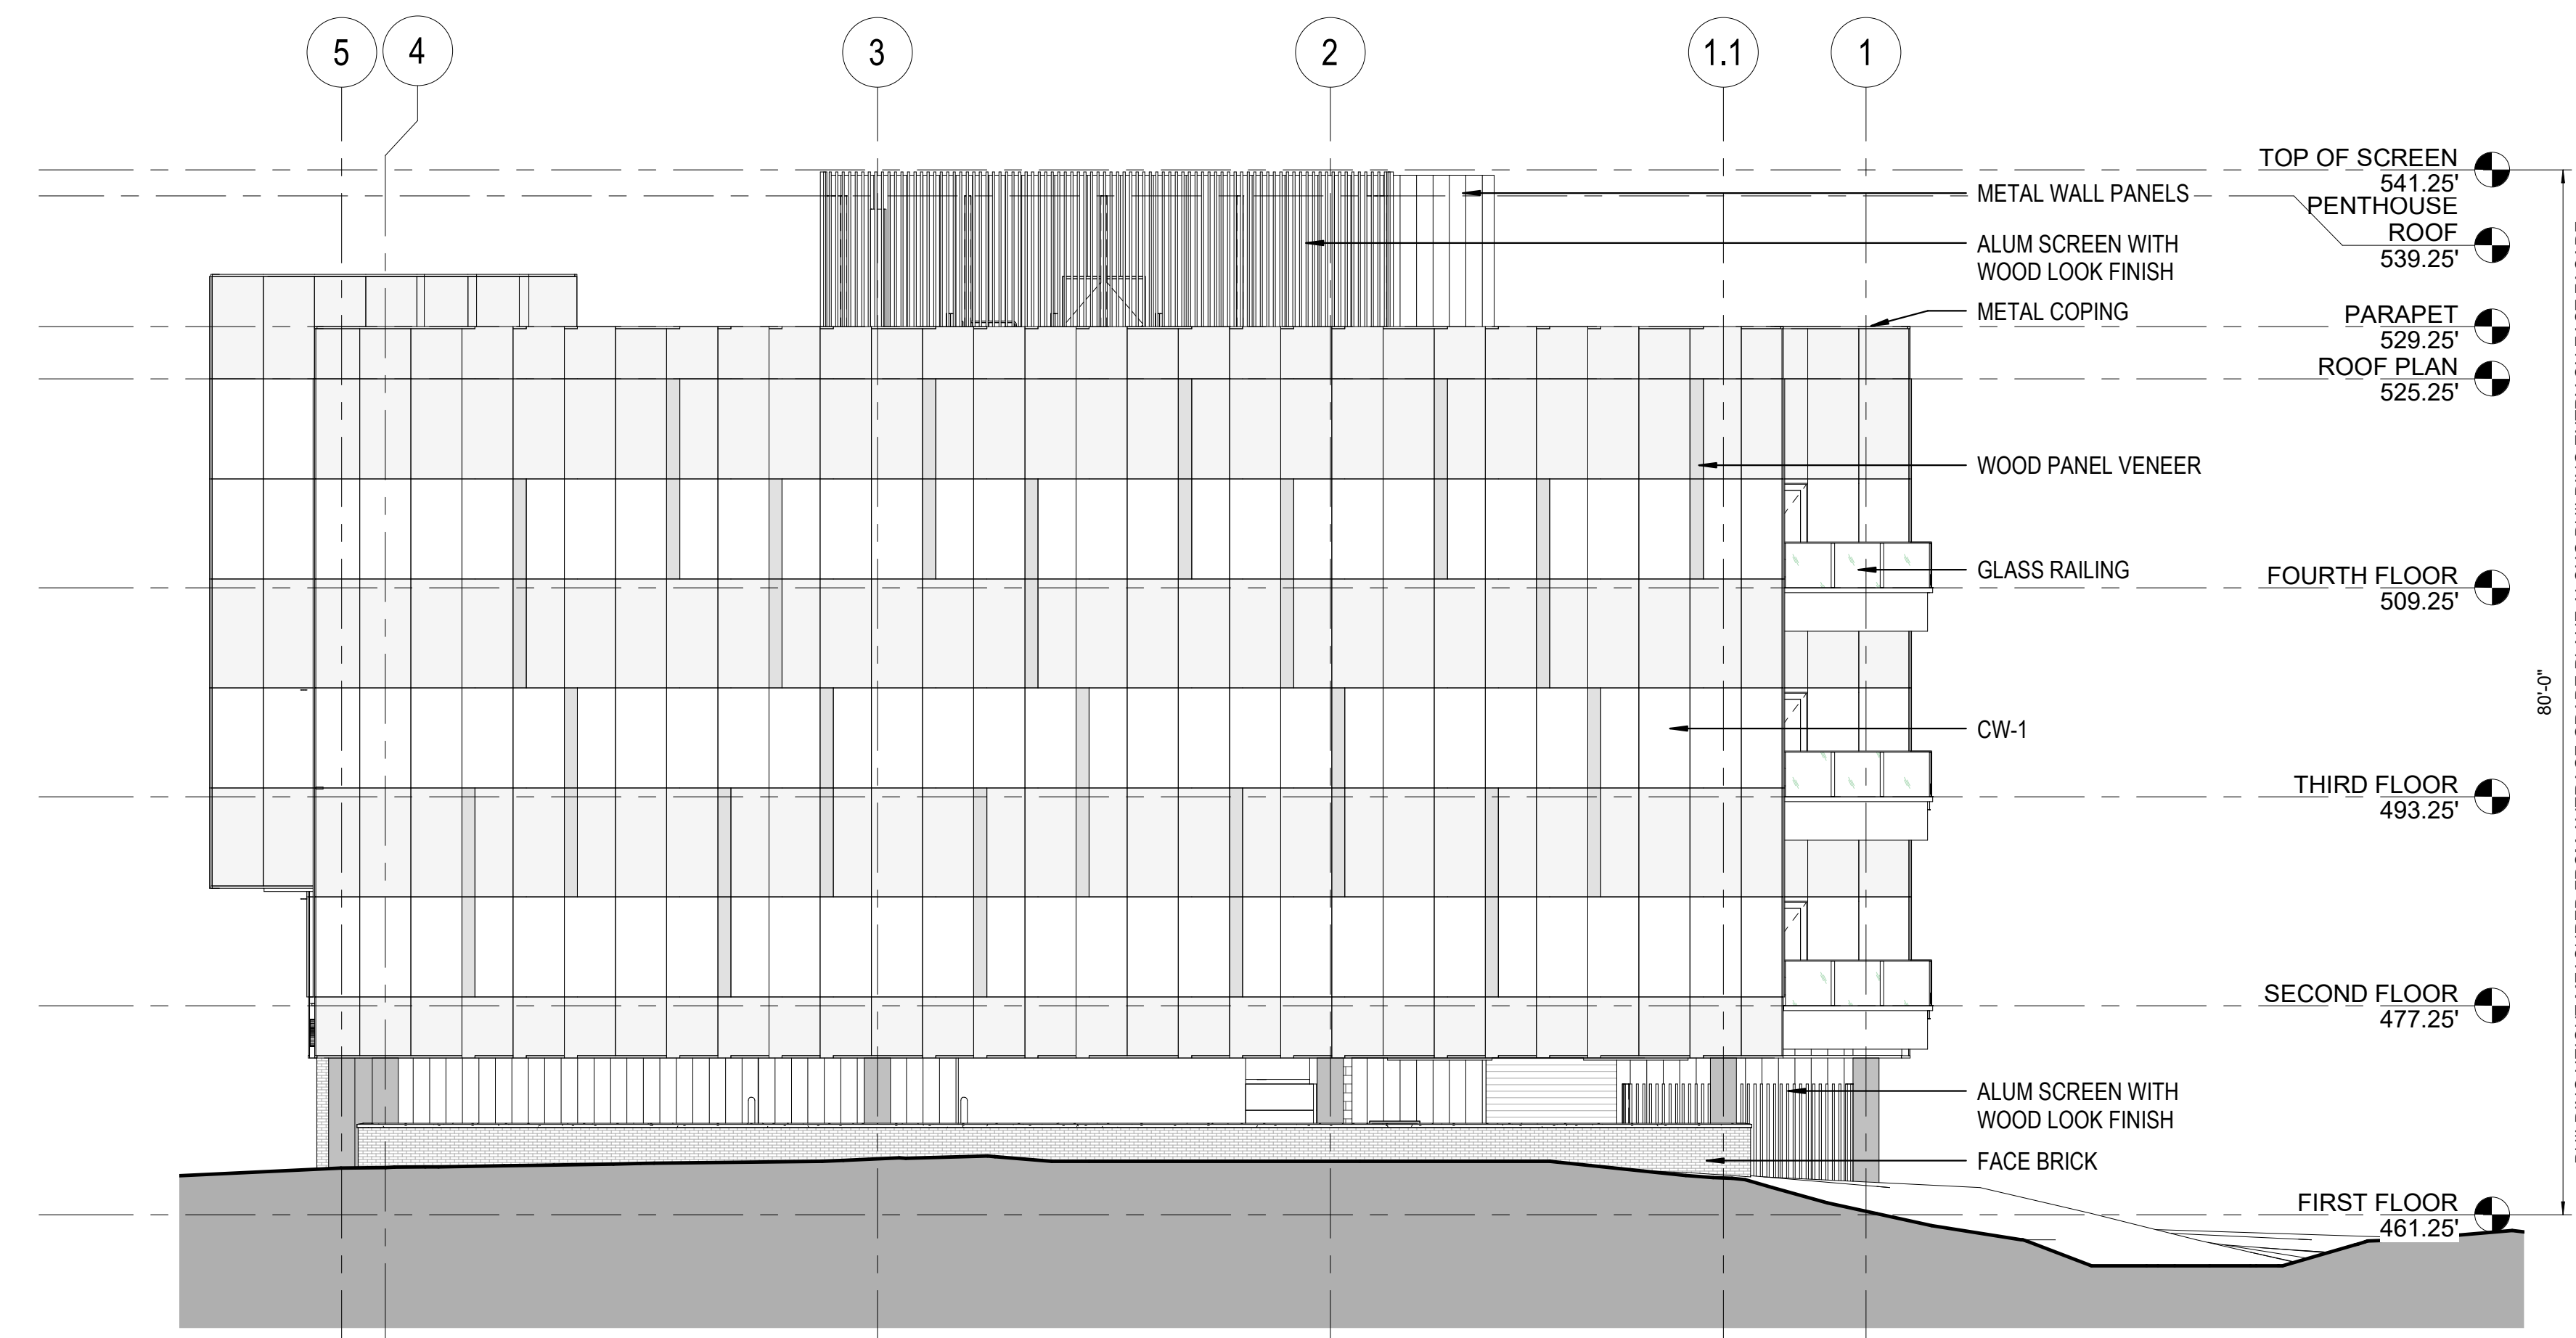 5
4
3
2
1.1
1
TOP OF SCREEN
541.25'
METAL WALL PANELS
PENTHOUSE
ROOF
539.25'
ALUM SCREEN WITH
WOOD LOOK FINISH
METAL COPING
PARAPET
529.25'
ROOF PLAN
525.25'
WOOD PANEL VENEER
GLASS RAILING
FOURTH FLOOR
509.25'
80'-0"
CW-1
THIRD FLOOR
493.25'
SECOND FLOOR
477.25'
ALUM SCREEN WITH
WOOD LOOK FINISH
FACE BRICK
FIRST FLOOR
461.25'